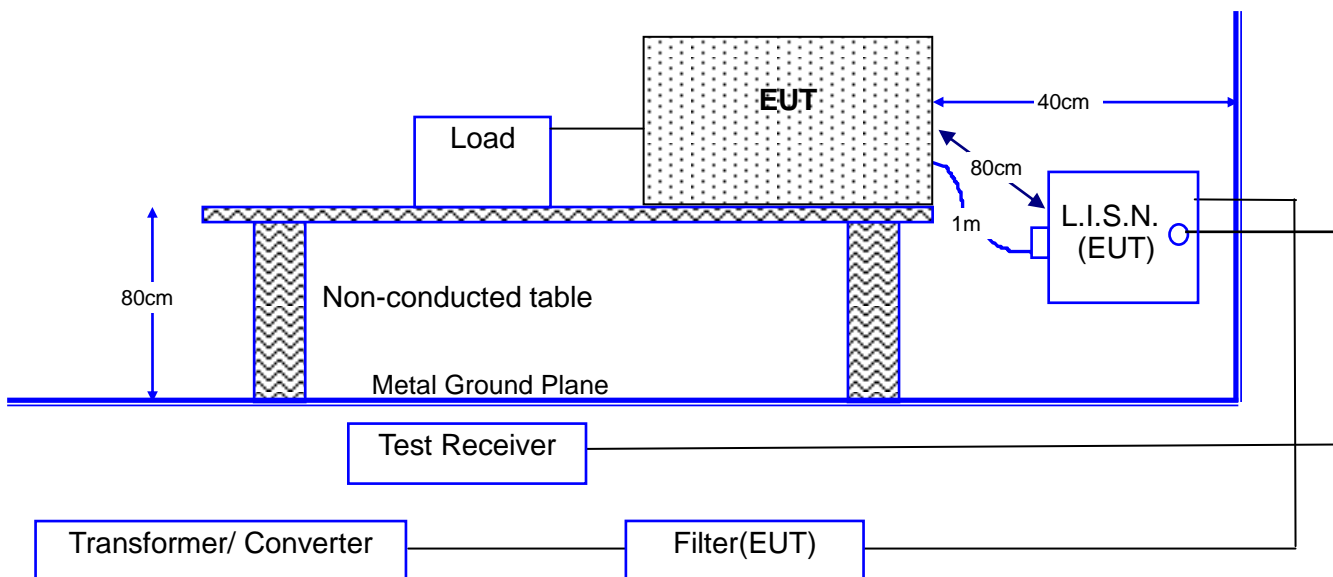 EUT
40cm
Load
80cm
L.I.S.N.
(EUT)
1m
80cm
Non-conducted table
Metal Ground Plane
Test Receiver
Transformer/ Converter
Filter(EUT)